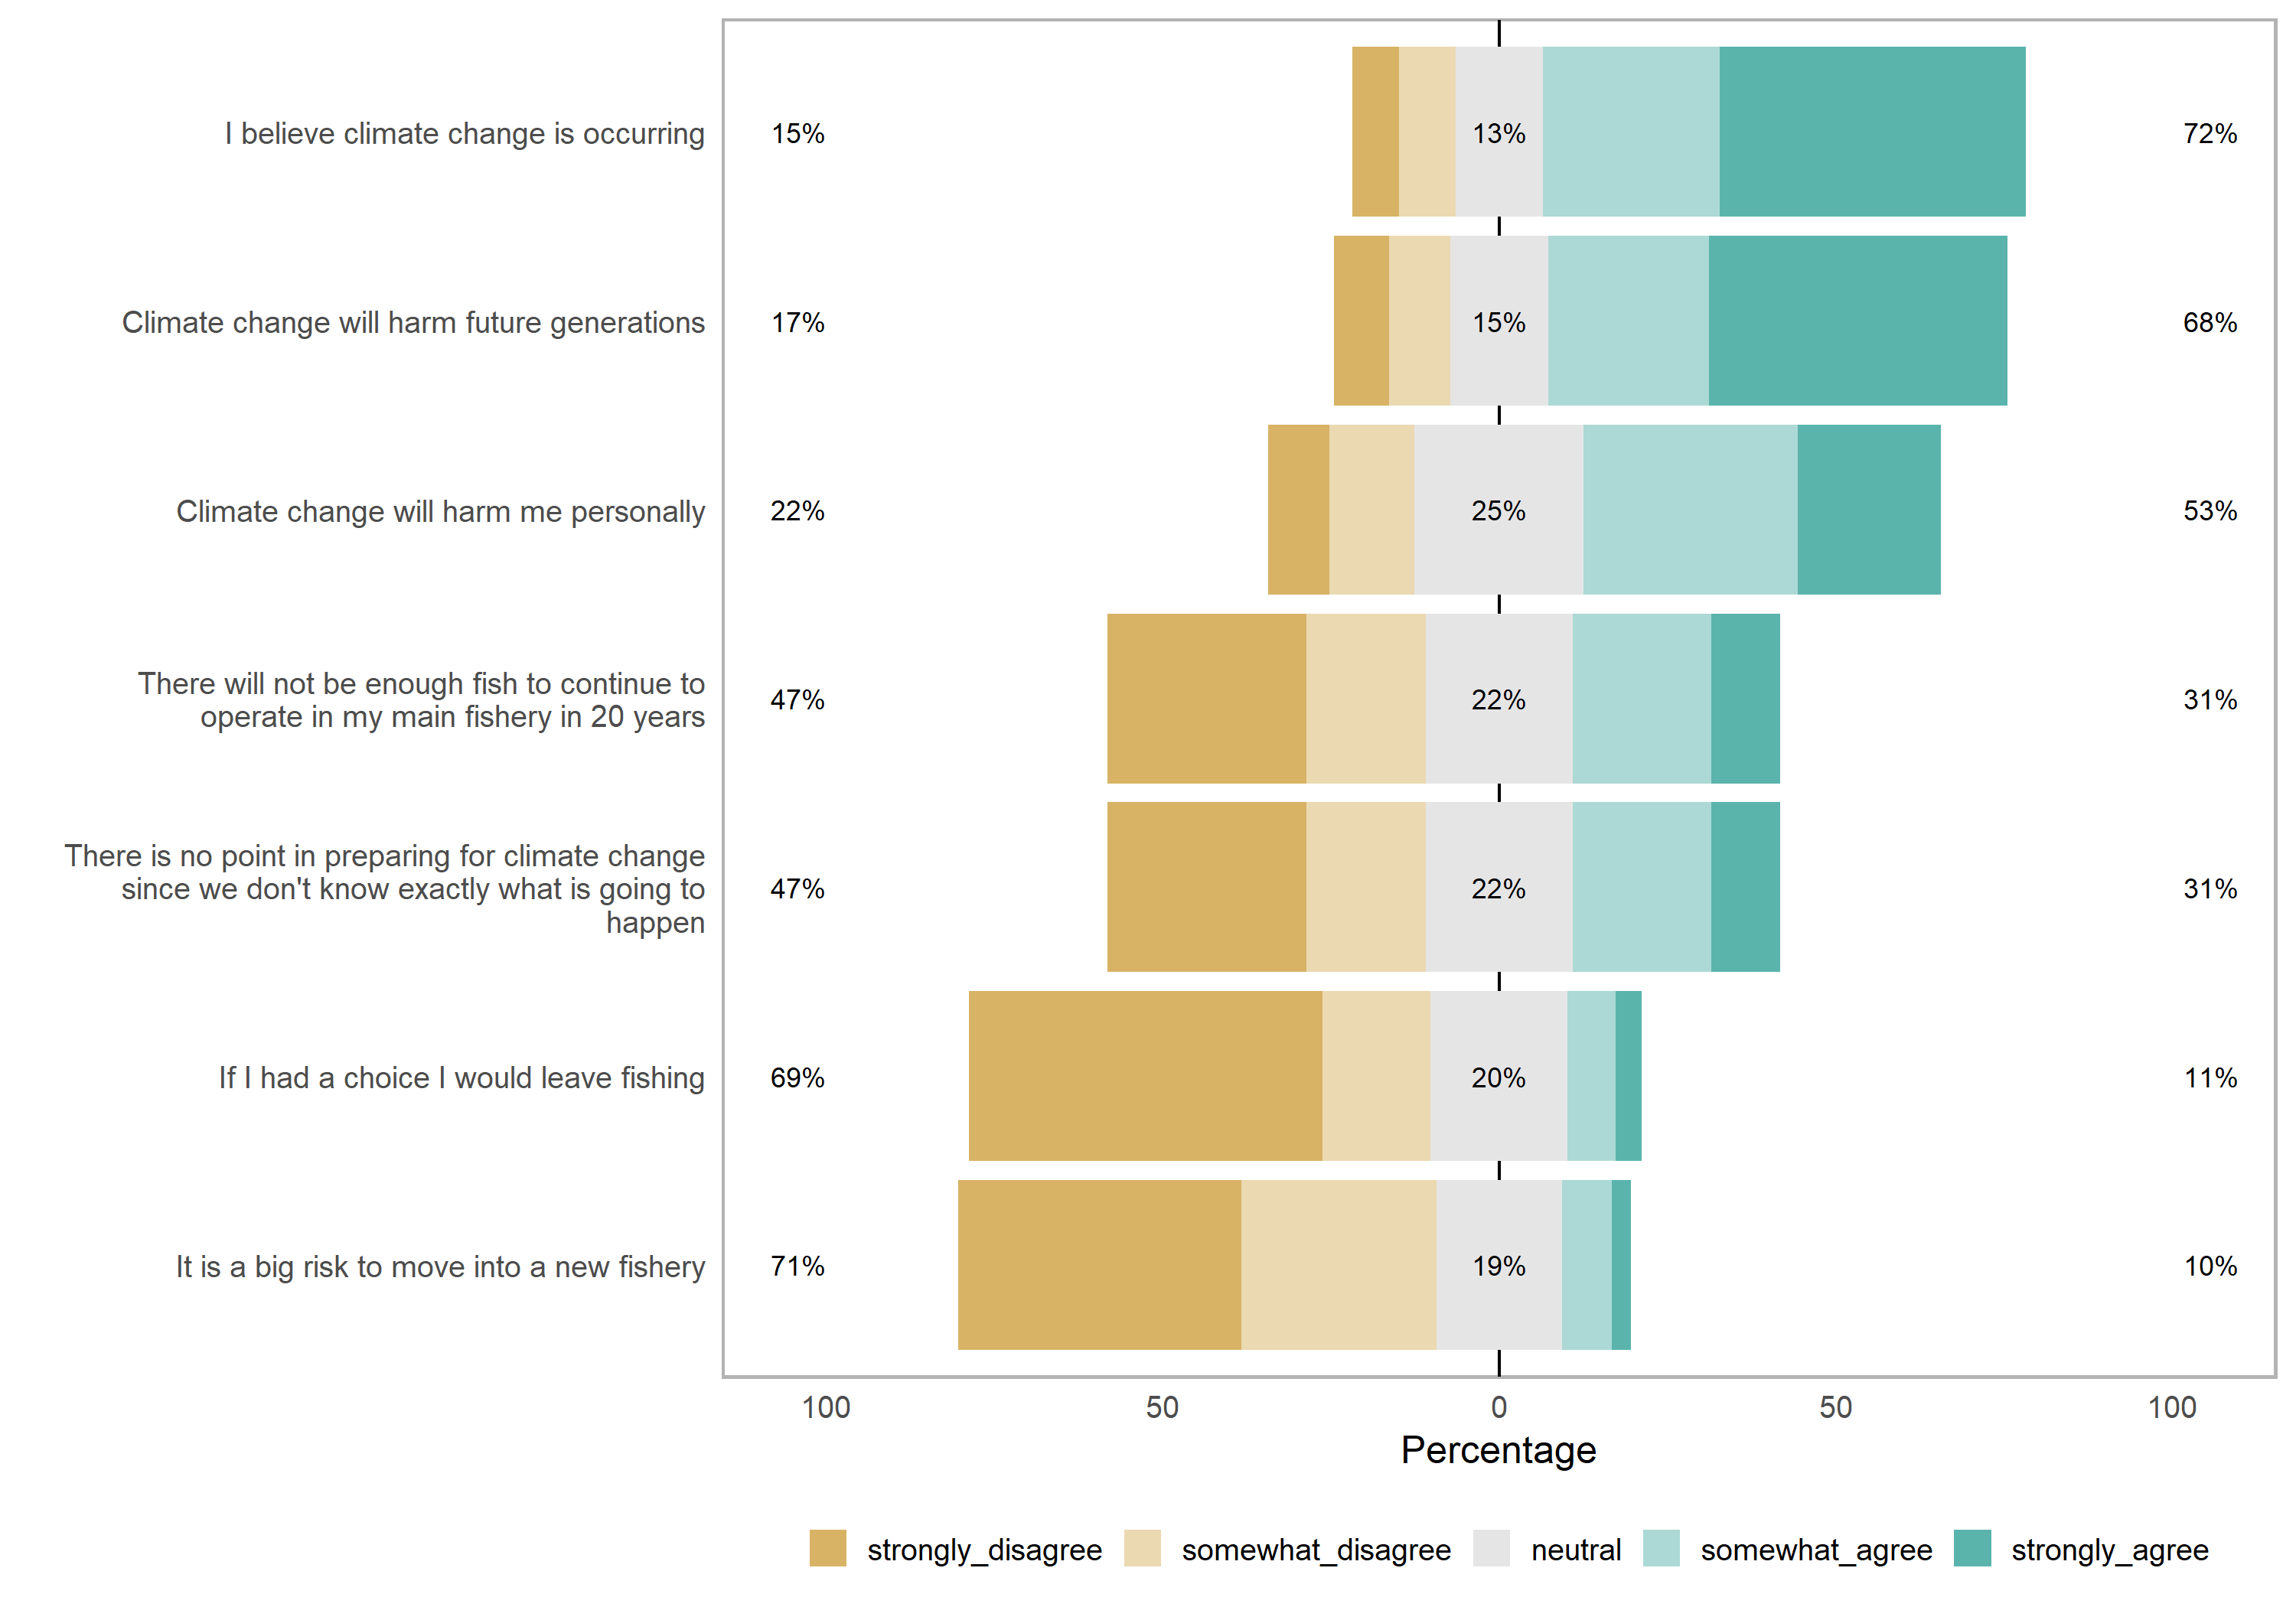 I believe climate change is occurring
15%
13%
72%
Climate change will harm future generations
17%
15%
68%
Climate change will harm me personally
22%
25%
53%
There will not be enough fish to continue to
operate in my main fishery in 20 years
47%
22%
31%
There is no point in preparing for climate change
since we don't know exactly what is going to
happen
47%
22%
31%
If I had a choice I would leave fishing
69%
20%
11%
It is a big risk to move into a new fishery
71%
19%
10%
100 50 0 50 100
Percentage
strongly_disagree somewhat_disagree neutral somewhat_agree strongly_agree